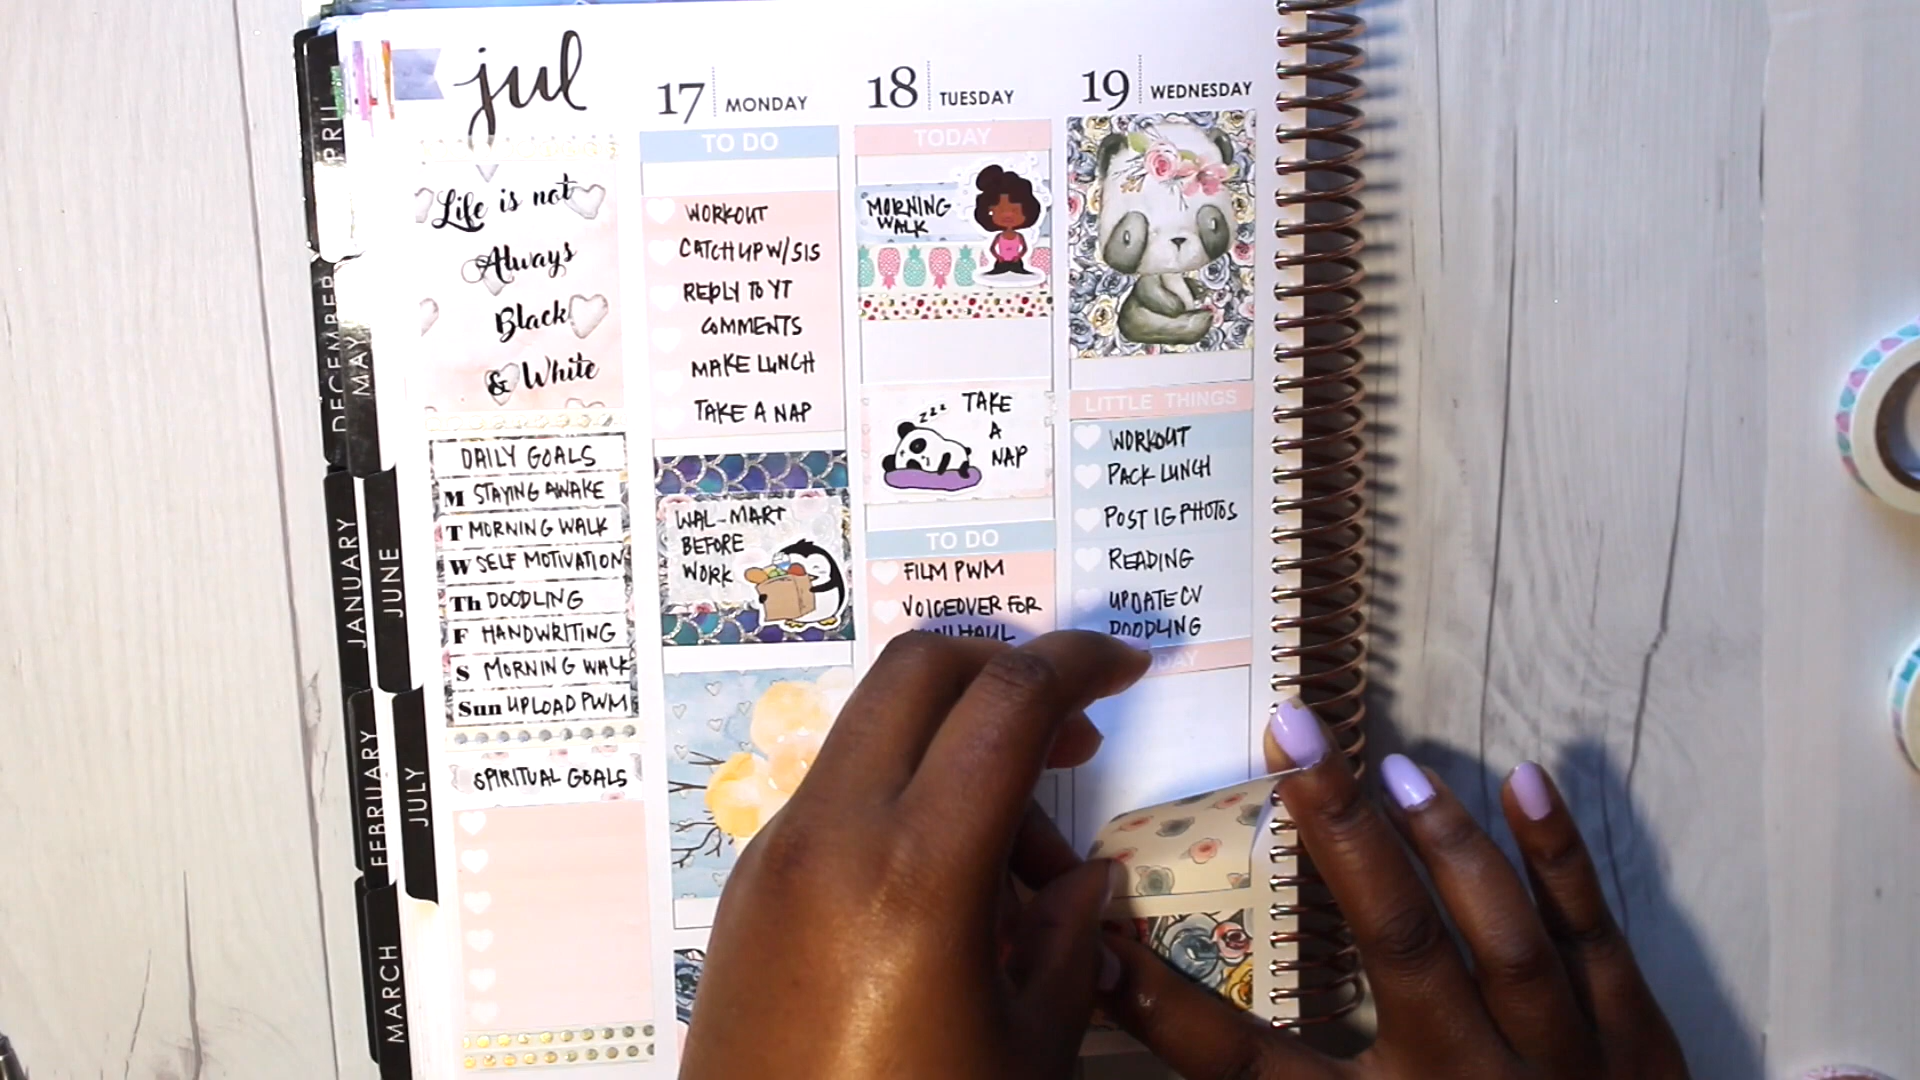 jul
17 MONDAY
18 TUESDAY
19 WEDNESDAY
Life is not
Always
Black
& White
DAILY GOALS
M STAYING AWAKE
T MORNING WALK
W SELF MOTIVATION
Th DOODLING
F HANDWRITING
S MORNING WALK
Sun UPLOAD PWM
SPIRITUAL GOALS
TO DO
WORKOUT
CATCH UP W/ SIS
REPLY TO YT
COMMENTS
MAKE LUNCH
TAKE A NAP
WAL-MART
BEFORE
WORK
TODAY
MORNING
WALK
zzz
TAKE
A
NAP
TO DO
FILM PWM
VOICEOVER FOR
HAUL
LITTLE THINGS
WORKOUT
PACK LUNCH
POST IG PHOTOS
READING
UPDATE CV
DOODLING
DAY
PRIL
DECEMBER
MAY
JANUARY
JUNE
FEBRUARY
JULY
MARCH